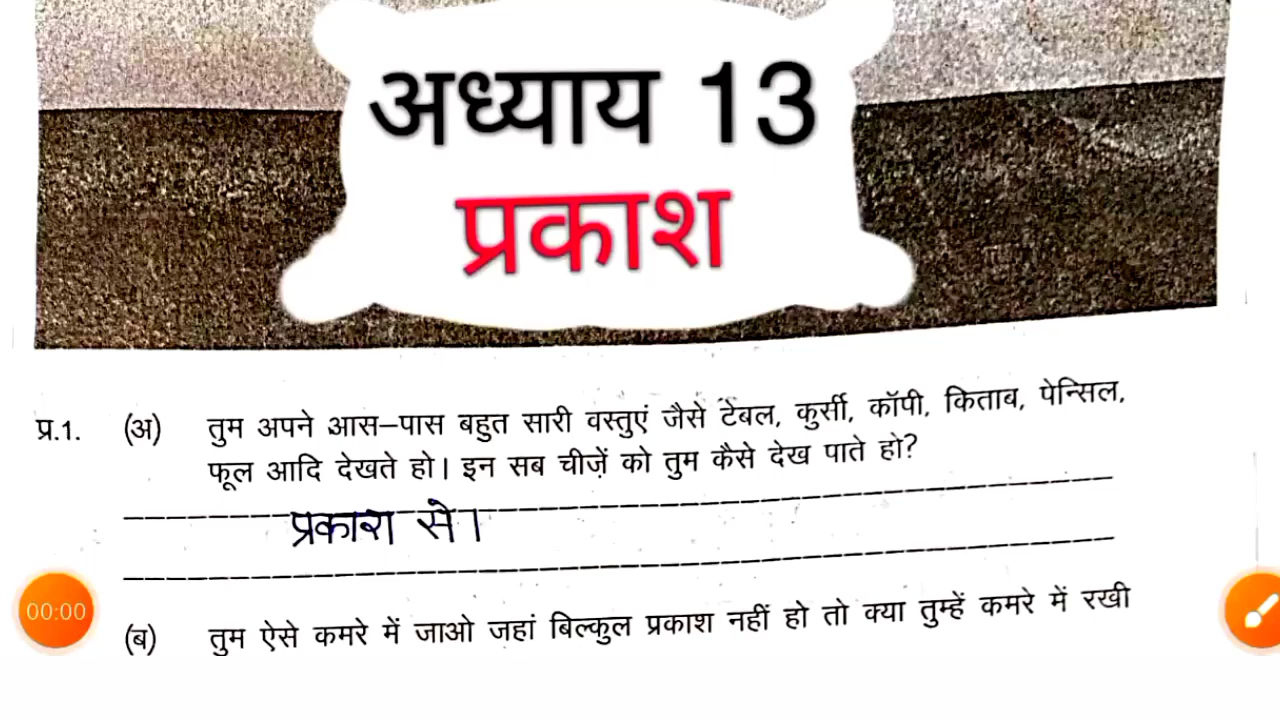 अध्याय 13
प्रकाश
प्र.1. (अ) तुम अपने आस–पास बहुत सारी वस्तुएं जैसे टेबल, कुर्सी, कॉपी, किताब, पेन्सिल,
फूल आदि देखते हो। इन सब चीज़ें को तुम कैसे देख पाते हो?
प्रकाश से।
00:00
(ब) तुम ऐसे कमरे में जाओ जहां बिल्कुल प्रकाश नहीं हो तो क्या तुम्हें कमरे में रखी